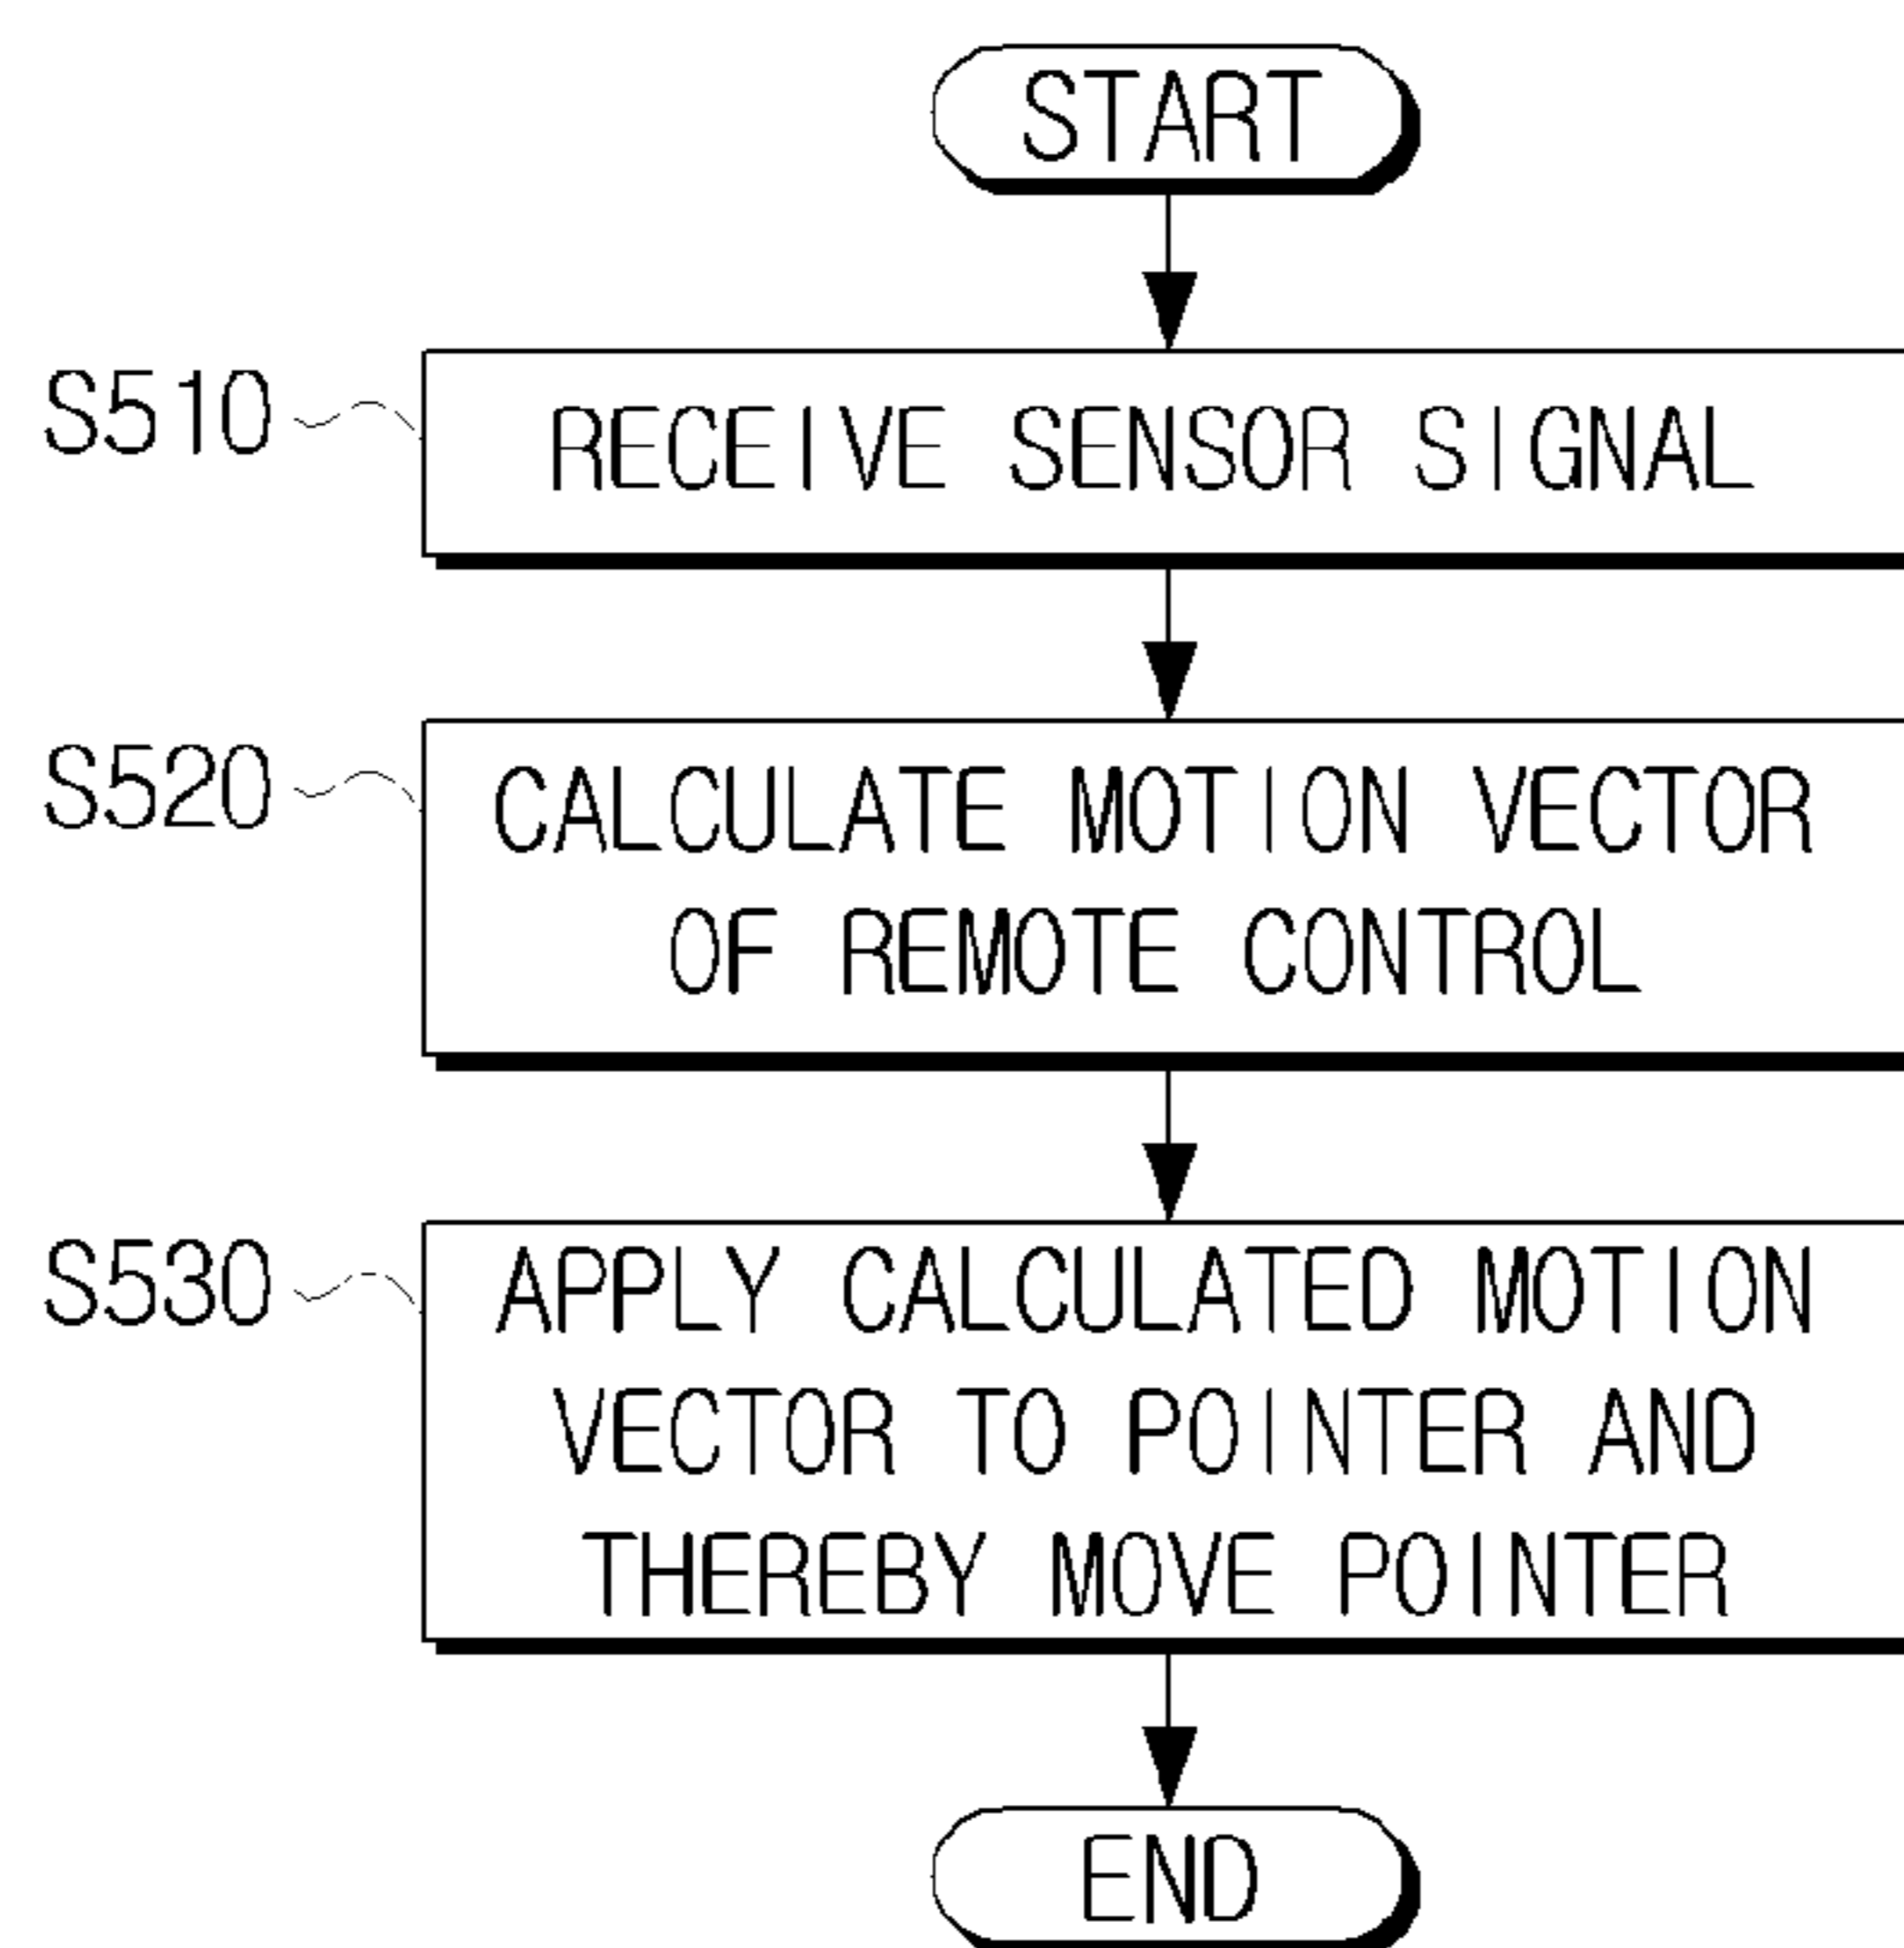 START
S510
RECEIVE SENSOR SIGNAL
S520
CALCULATE MOTION VECTOR
OF REMOTE CONTROL
S530
APPLY CALCULATED MOTION
VECTOR TO POINTER AND
THEREBY MOVE POINTER
END